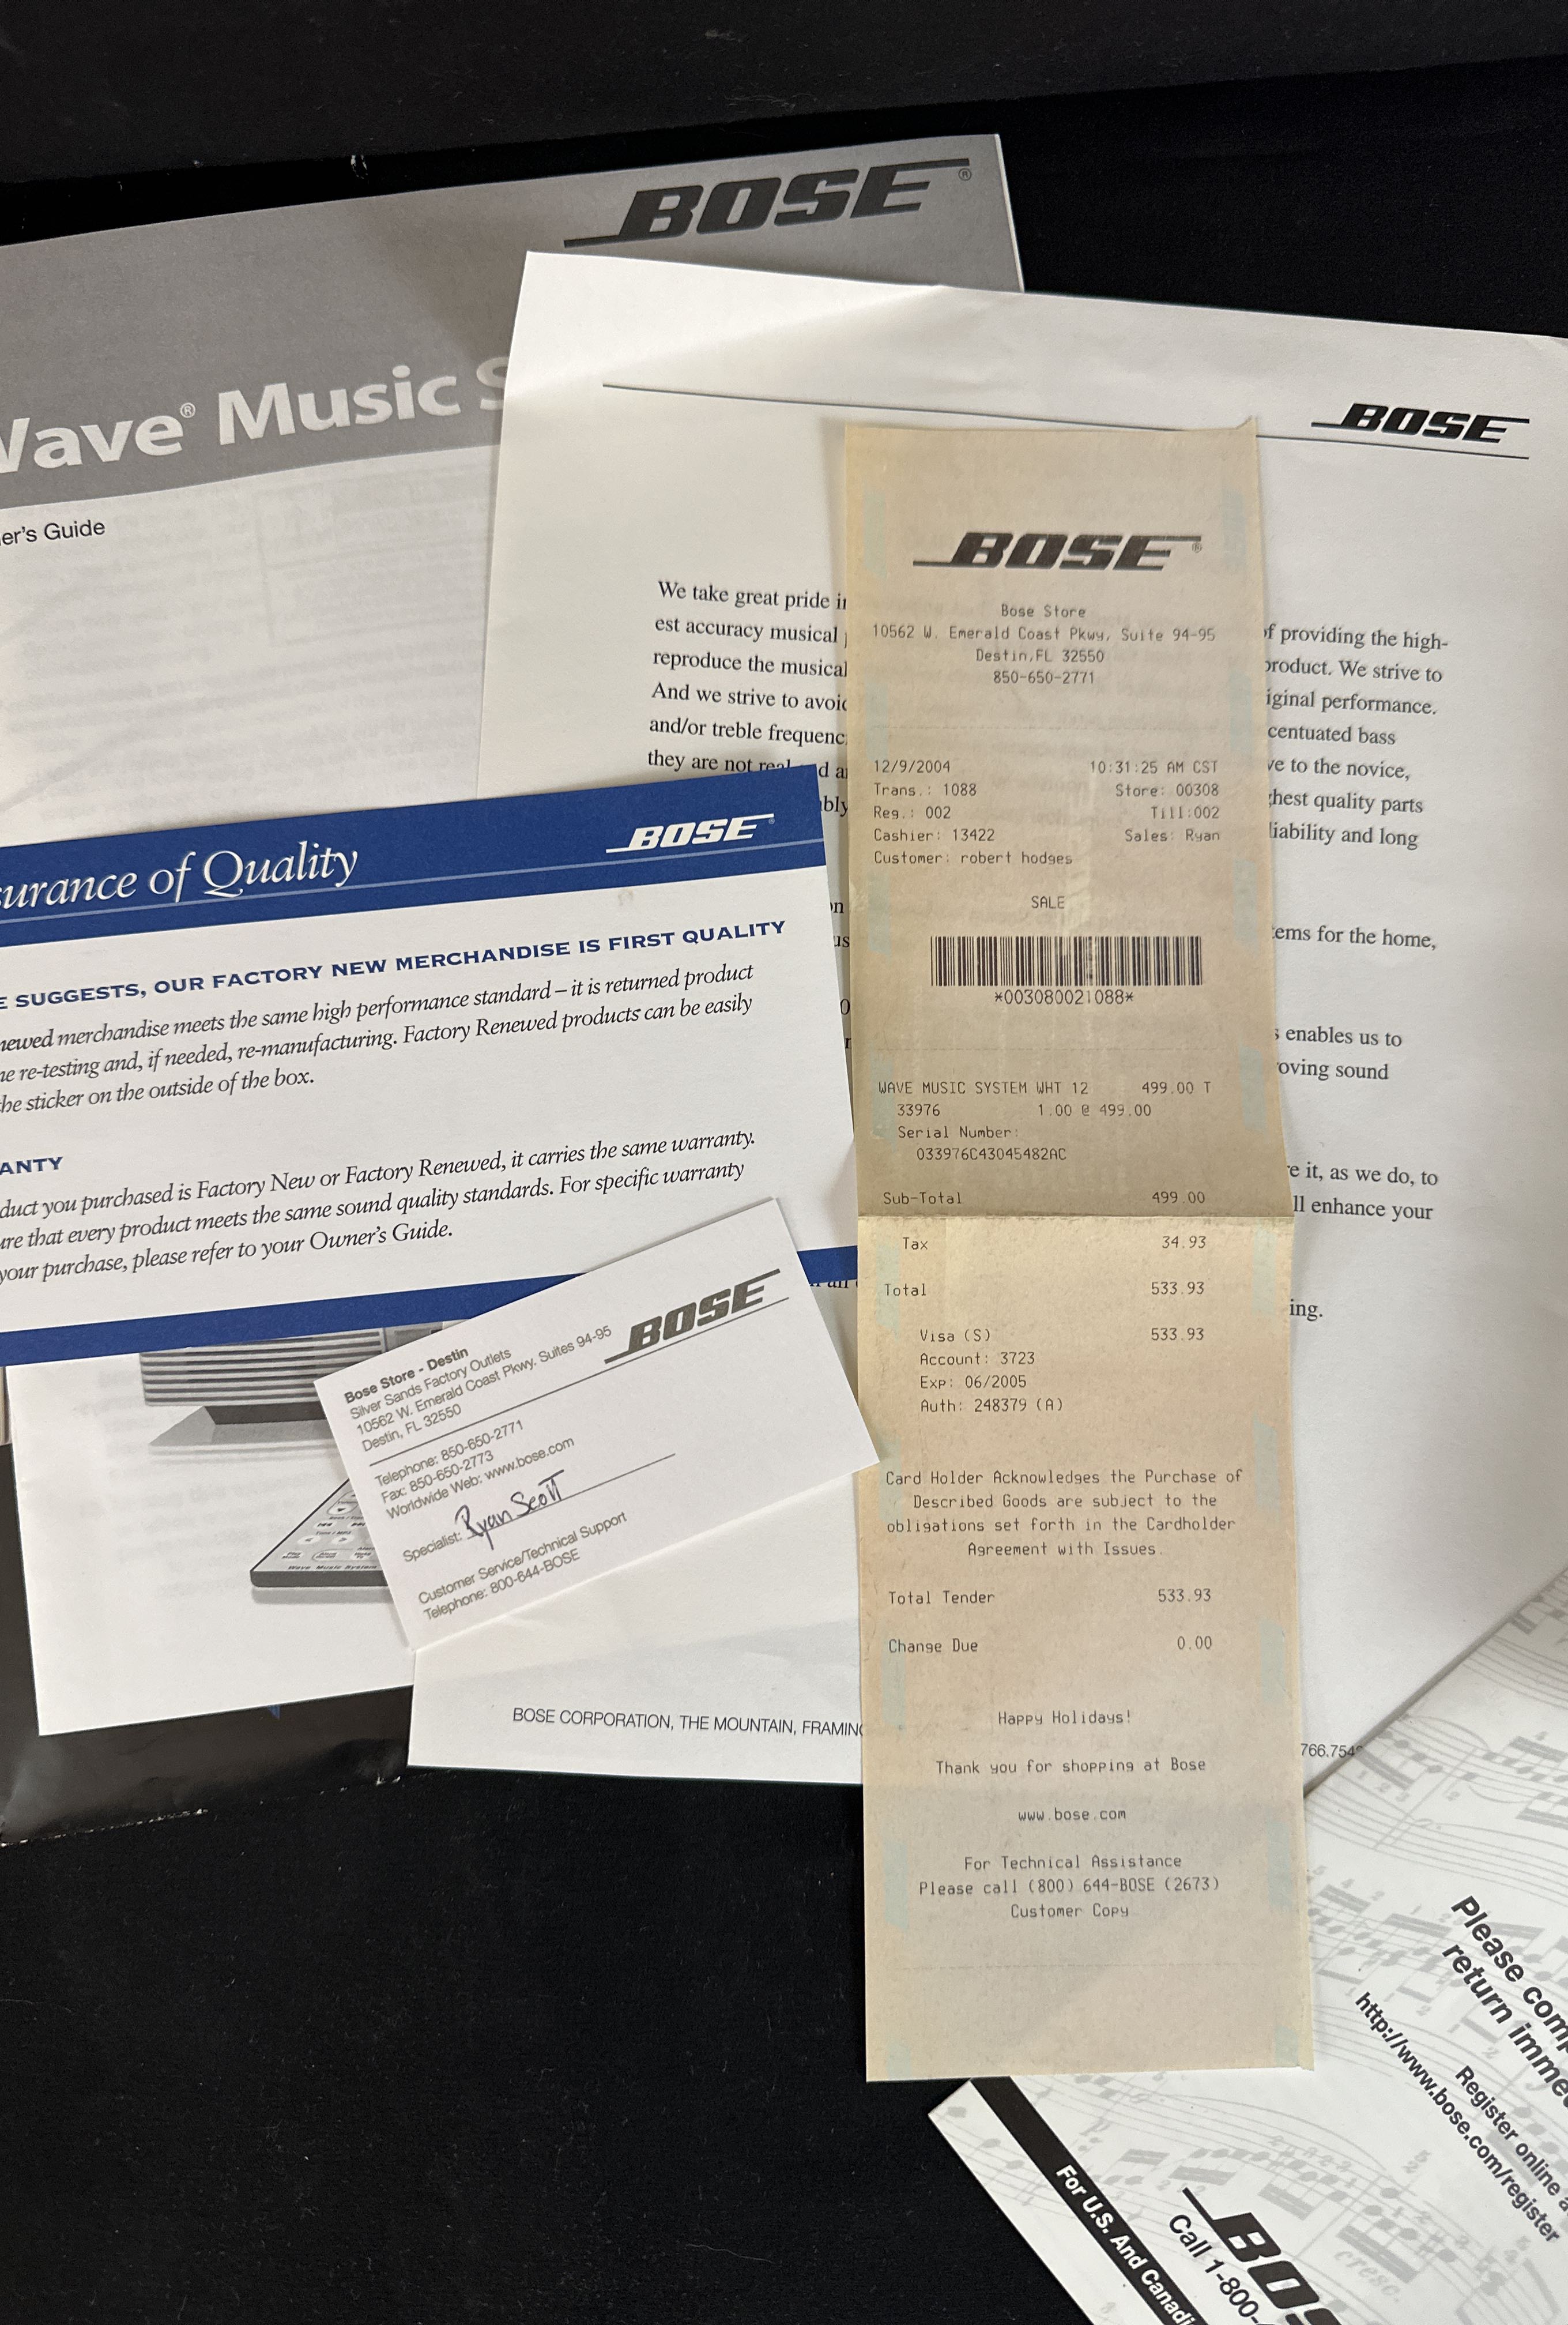 BOSE®
Wave® Music S
er's Guide
BOSE
We take great pride in
est accuracy musical
reproduce the musical
And we strive to avoid
and/or treble frequenc
they are not real
of providing the high-
product. We strive to
iginal performance.
centuated bass
ve to the novice,
ghest quality parts
liability and long
tems for the home,
s enables us to
roving sound
re it, as we do, to
ll enhance your
ing.
BOSE CORPORATION, THE MOUNTAIN, FRAMING
766.754
surance of Quality
BOSE®
E SUGGESTS, OUR FACTORY NEW MERCHANDISE IS FIRST QUALITY
newed merchandise meets the same high performance standard – it is returned product
ne re-testing and, if needed, re-manufacturing. Factory Renewed products can be easily
the sticker on the outside of the box.
ANTY
duct you purchased is Factory New or Factory Renewed, it carries the same warranty.
ure that every product meets the same sound quality standards. For specific warranty
your purchase, please refer to your Owner's Guide.
BOSE
Bose Store - Destin
Silver Sands Factory Outlets
10562 W. Emerald Coast Pkwy. Suites 94-95
Destin, FL 32550
Telephone: 850-650-2771
Fax: 850-650-2773
Worldwide Web: www.bose.com
Specialist: Ryan Scott
Customer Service/Technical Support
Telephone: 800-644-BOSE
Wave Music System
BOSE®
Bose Store
10562 W. Emerald Coast Pkwy, Suite 94-95
Destin,FL 32550
850-650-2771
12/9/2004 10:31:25 AM CST
Trans.: 1088 Store: 00308
Reg.: 002 Till:002
Cashier: 13422 Sales: Ryan
Customer: robert hodges
SALE
*003080021088*
WAVE MUSIC SYSTEM WHT 12 499.00 T
33976 1.00 @ 499.00
Serial Number:
033976C43045482AC
Sub-Total 499.00
Tax 34.93
Total 533.93
Visa (S) 533.93
Account: 3723
Exp: 06/2005
Auth: 248379 (A)
Card Holder Acknowledges the Purchase of
Described Goods are subject to the
obligations set forth in the Cardholder
Agreement with Issues.
Total Tender 533.93
Change Due 0.00
Happy Holidays!
Thank you for shopping at Bose
www.bose.com
For Technical Assistance
Please call (800) 644-BOSE (2673)
Customer Copy
Please com
return imme
Register online a
http://www.bose.com/register
BOS
Call 1-800-
For U.S. And Canadi
cresc.